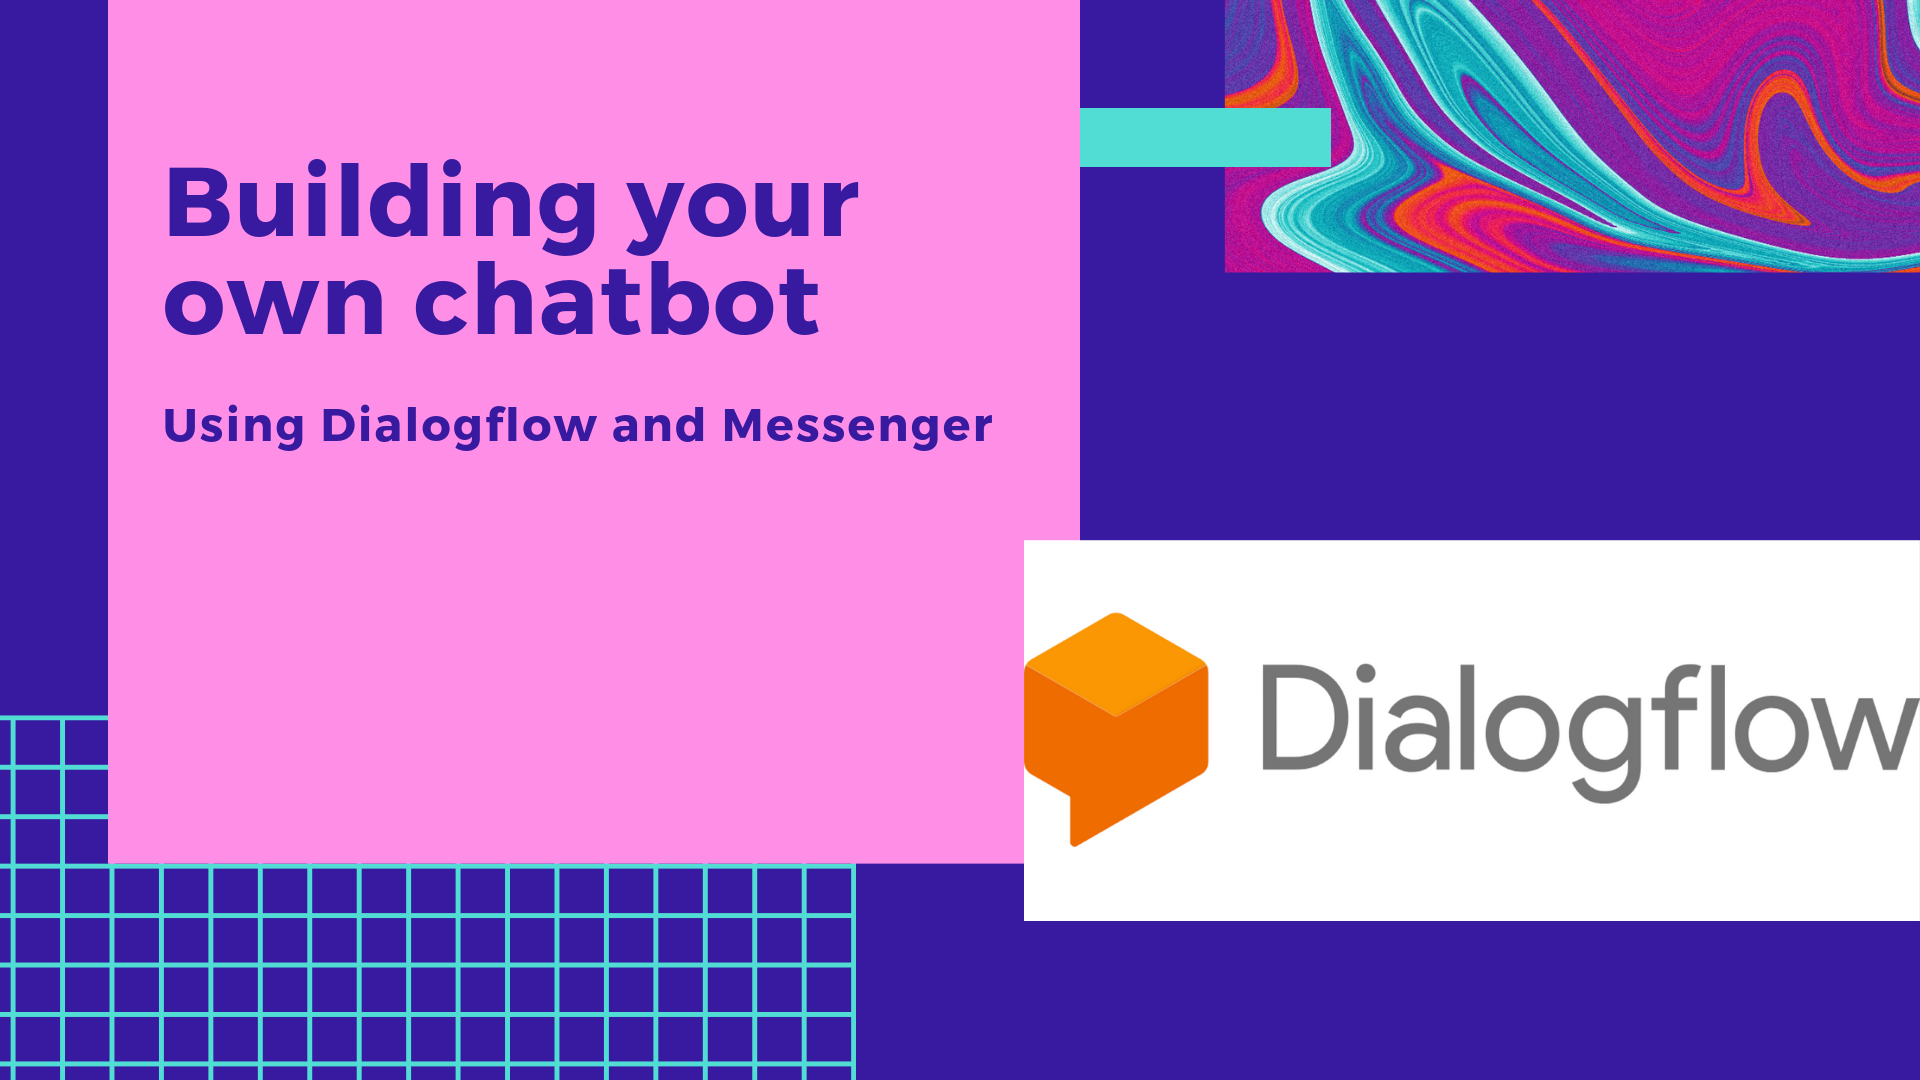 Building your
own chatbot
Using Dialogflow and Messenger
Dialogflow